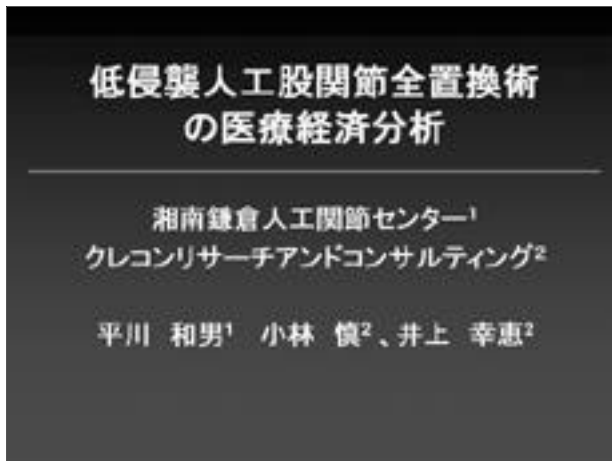 低侵襲人工股関節全置換術
の医療経済分析
湘南鎌倉人工関節センター¹
クレコンリサーチアンドコンサルティング²
平川　和男¹　小林　慎²、井上　幸恵²